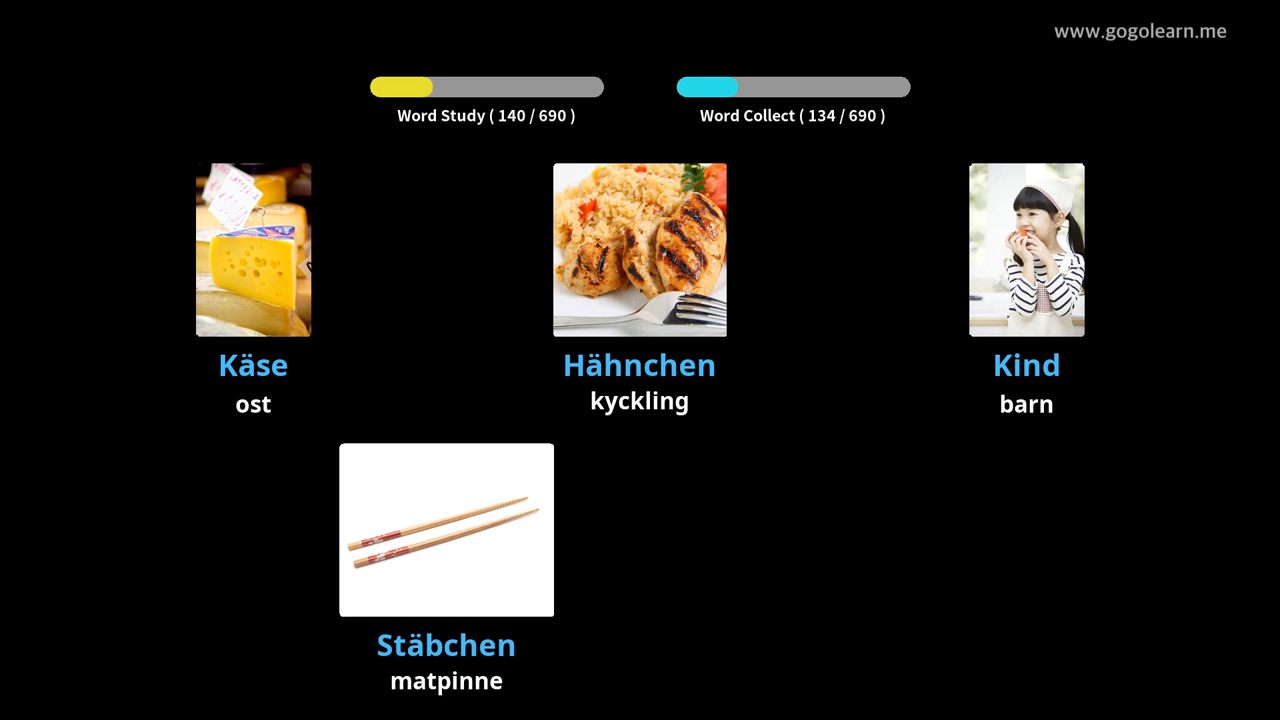 www.gogolearn.me
Word Study ( 140 / 690 )
Word Collect ( 134 / 690 )
Käse
Hähnchen
Kind
ost
kyckling
barn
Stäbchen
matpinne